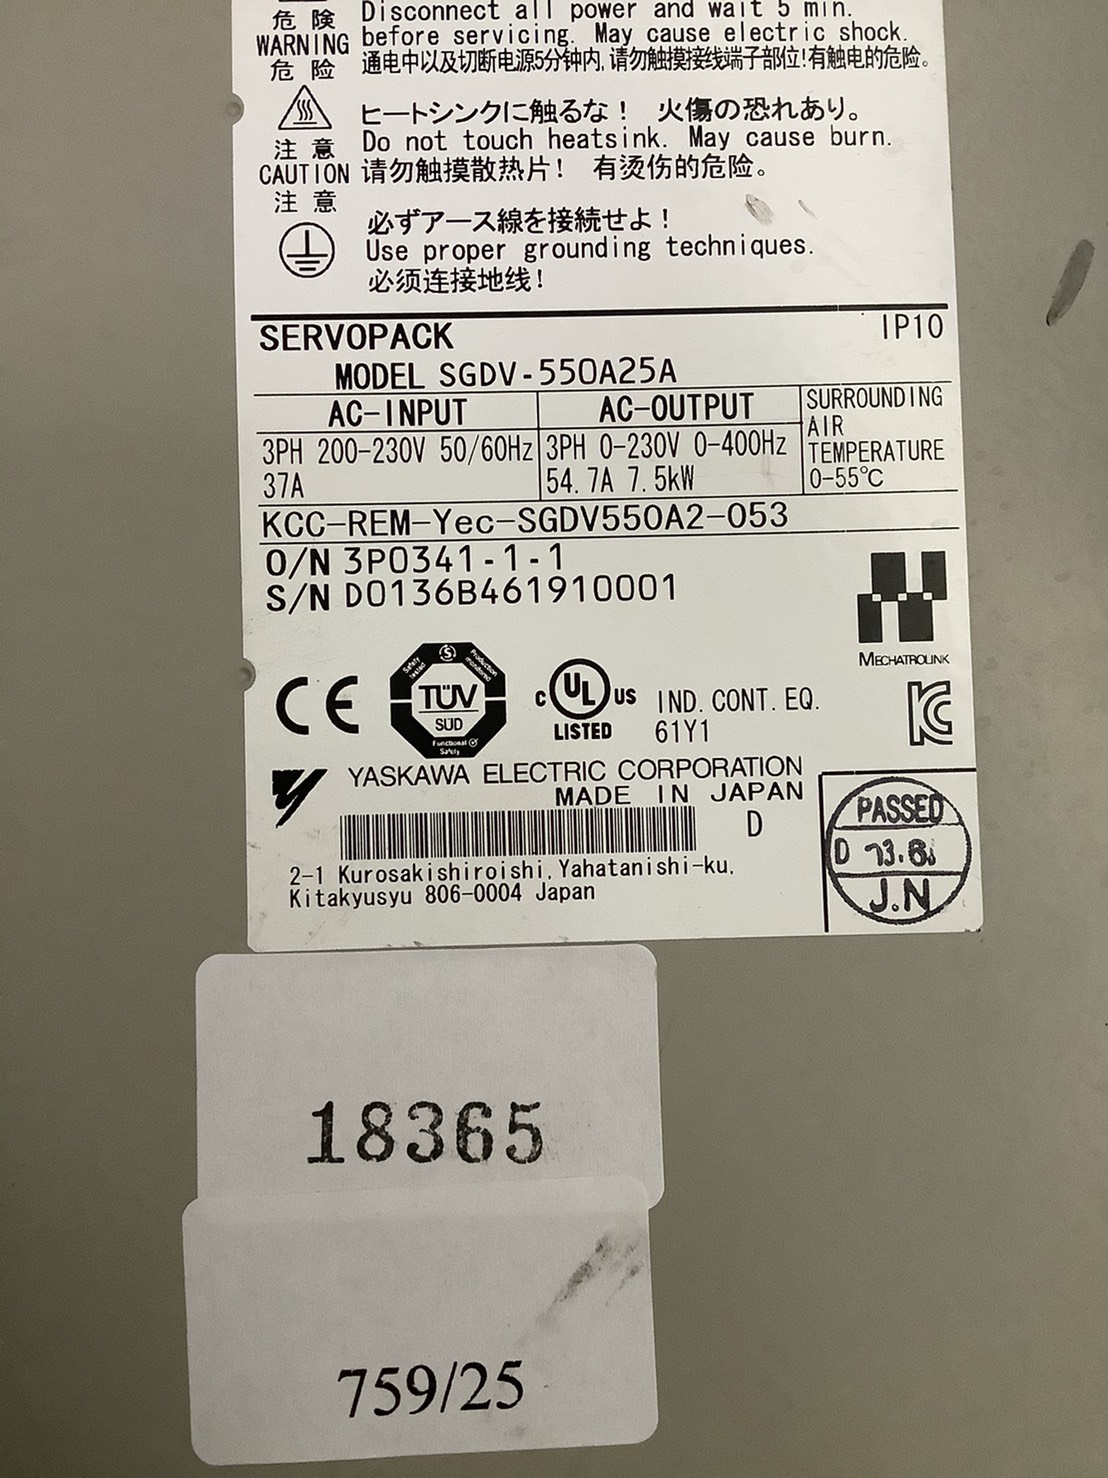 危 険
WARNING
危 险
Disconnect all power and wait 5 min.
before servicing. May cause electric shock.
通电中以及切断电源5分钟内,请勿触摸接线端子部位!有触电的危险。
注 意
CAUTION
注 意
ヒートシンクに触るな！ 火傷の恐れあり。
Do not touch heatsink. May cause burn.
请勿触摸散热片！ 有烫伤的危险。
必ずアース線を接続せよ！
Use proper grounding techniques.
必须连接地线！
SERVOPACK
IP10
MODEL SGDV-550A25A
AC-INPUT
3PH 200-230V 50/60Hz
37A
AC-OUTPUT
3PH 0-230V 0-400Hz
54.7A 7.5kW
SURROUNDING
AIR
TEMPERATURE
0-55℃
KCC-REM-Yec-SGDV550A2-053
O/N 3P0341-1-1
S/N D0136B461910001
MECHATROLINK
CE
Safety tested
Production monitored
TÜV
SÜD
Functional Safety
C UL US
LISTED
IND. CONT. EQ.
61Y1
YASKAWA ELECTRIC CORPORATION
MADE IN JAPAN
D
2-1 Kurosakishiroishi, Yahatanishi-ku,
Kitakyusyu 806-0004 Japan
PASSED
D
J.N
18365
759/25